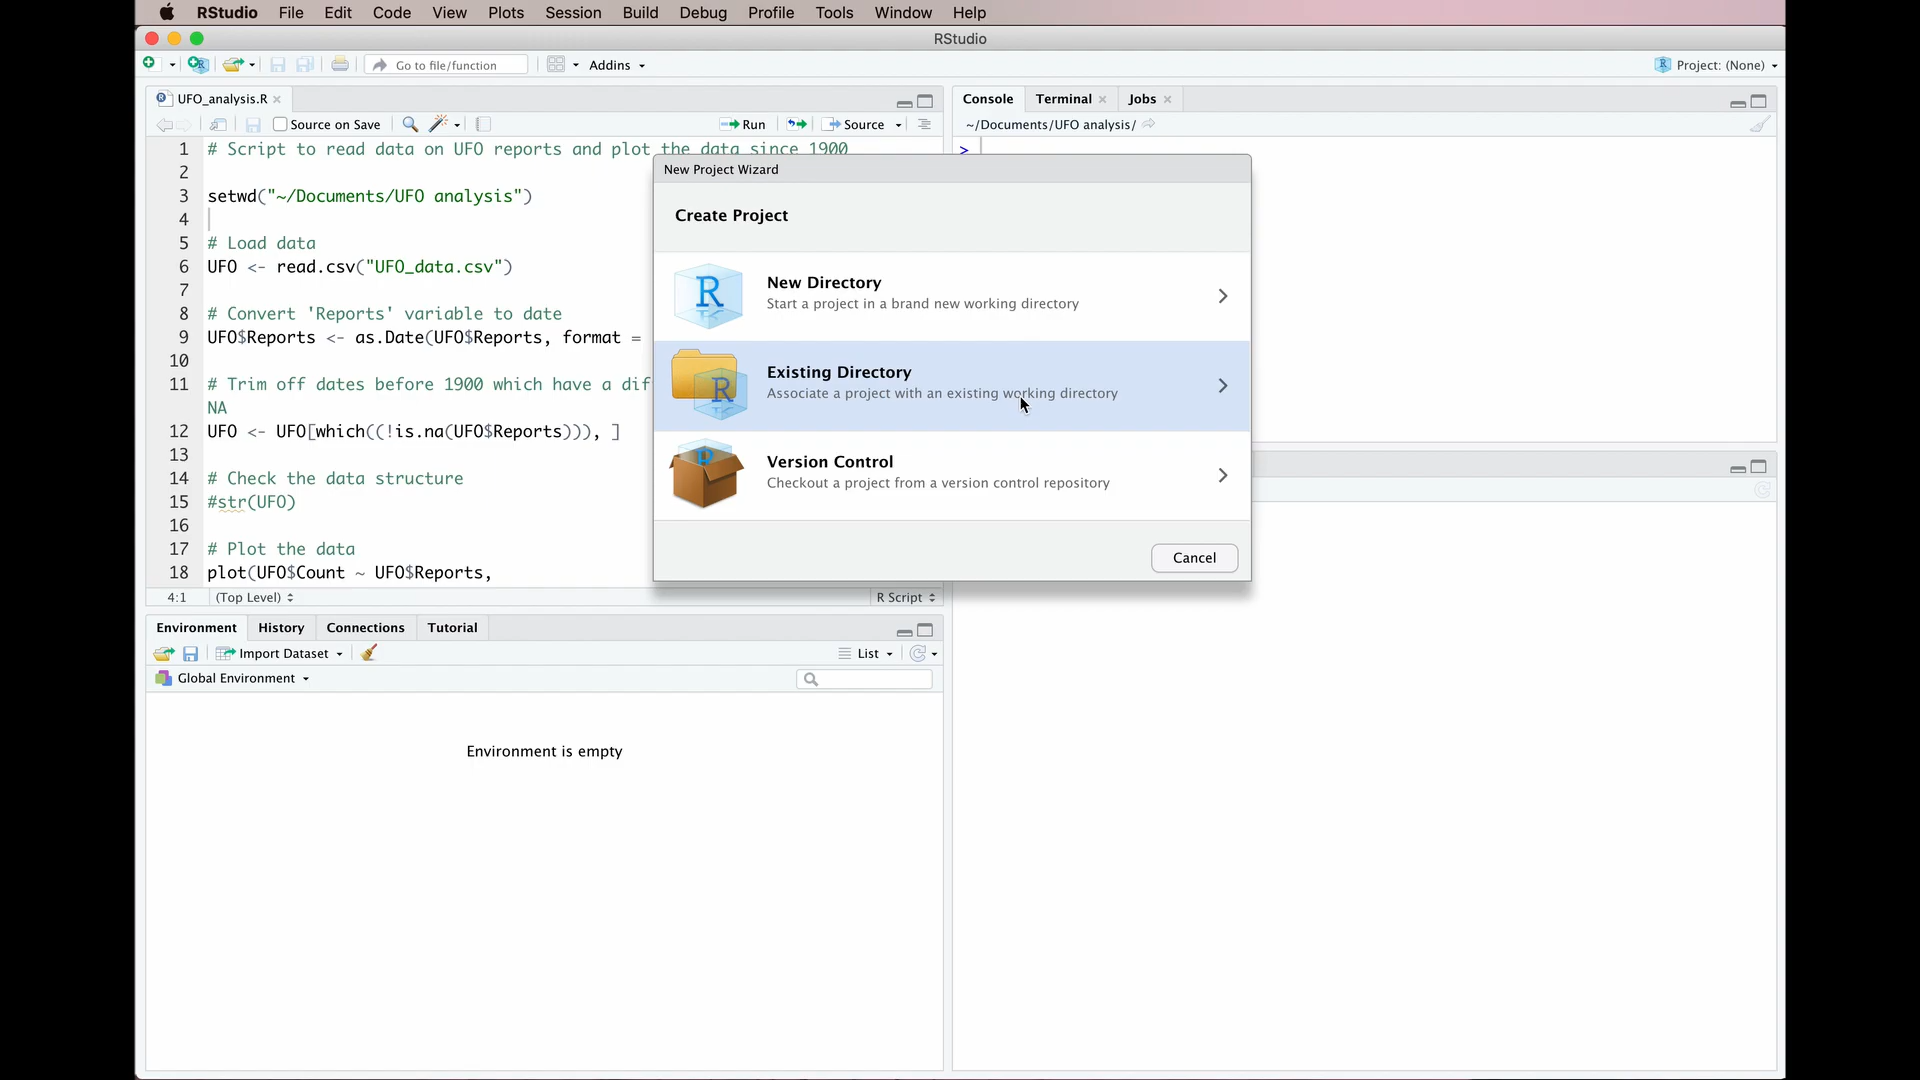 RStudio File Edit Code View Plots Session Build Debug Profile Tools Window Help
RStudio
Go to file/function Addins Project: (None)
UFO_analysis.R
Source on Save Run Source
1 # Script to read data on UFO reports and plot the data since 1900
2
3 setwd("~/Documents/UFO analysis")
4
5 # Load data
6 UFO <- read.csv("UFO_data.csv")
7
8 # Convert 'Reports' variable to date
9 UFO$Reports <- as.Date(UFO$Reports, format =
10
11 # Trim off dates before 1900 which have a dif
NA
12 UFO <- UFO[which((!is.na(UFO$Reports))), ]
13
14 # Check the data structure
15 #str(UFO)
16
17 # Plot the data
18 plot(UFO$Count ~ UFO$Reports,
4:1 (Top Level) R Script
Environment History Connections Tutorial
Import Dataset List
Global Environment
Environment is empty
Console Terminal Jobs
~/Documents/UFO analysis/
>
New Project Wizard
Create Project
New Directory
Start a project in a brand new working directory
Existing Directory
Associate a project with an existing working directory
Version Control
Checkout a project from a version control repository
Cancel